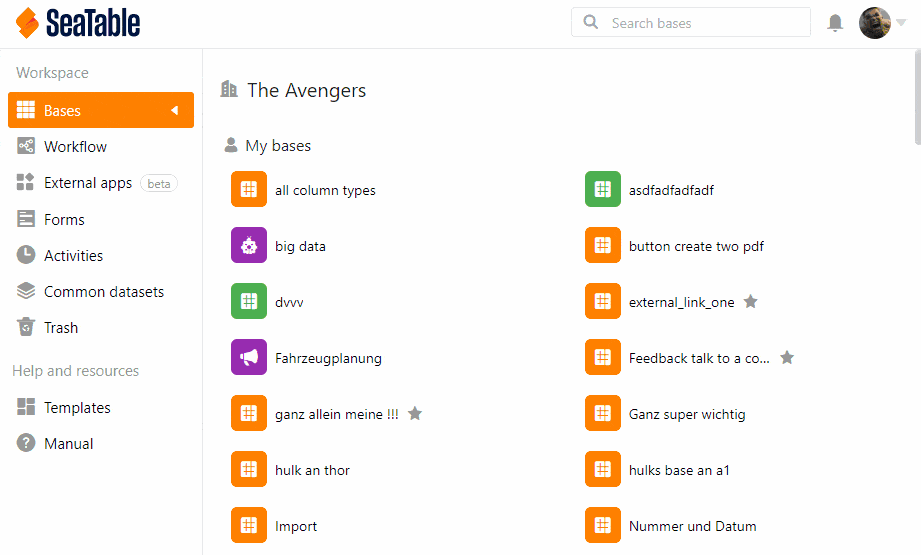 SeaTable
Search bases
Workspace
Bases
Workflow
External apps beta
Forms
Activities
Common datasets
Trash
Help and resources
Templates
Manual
The Avengers
My bases
all column types
asdfadfadfadf
big data
button create two pdf
dvvv
external_link_one
Fahrzeugplanung
Feedback talk to a co...
ganz allein meine !!!
Ganz super wichtig
hulk an thor
hulks base an a1
Import
Nummer und Datum